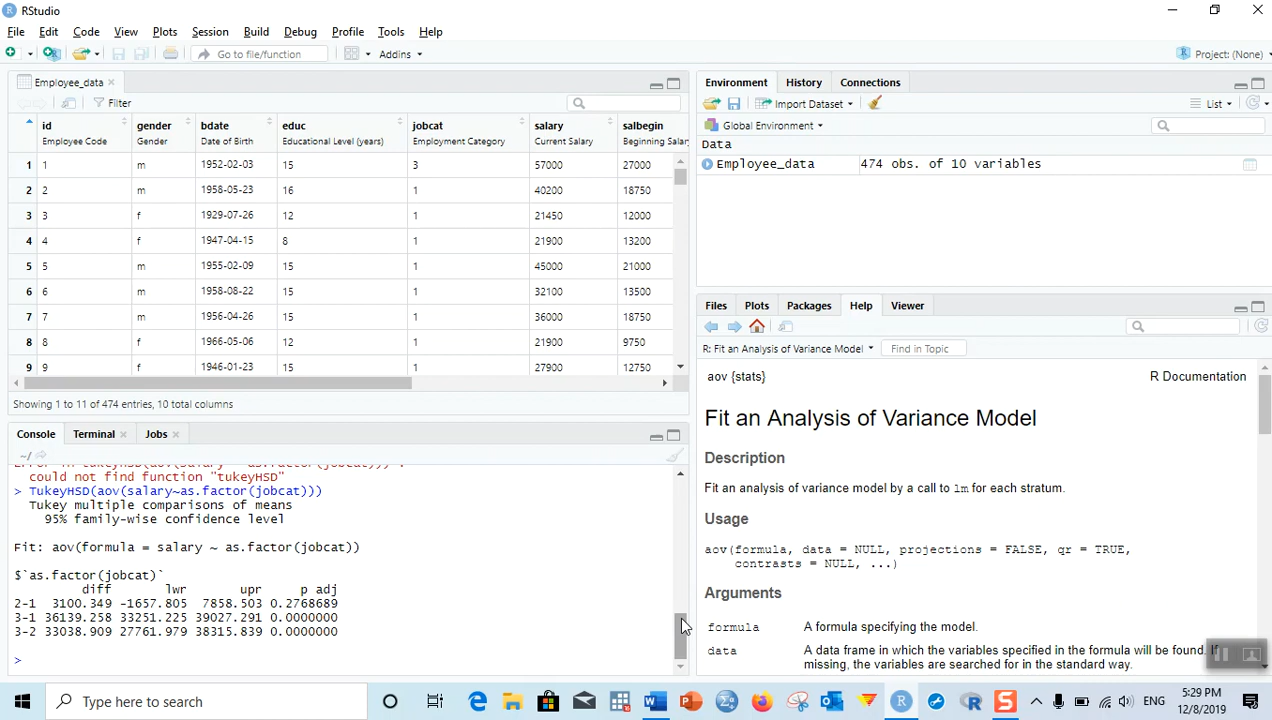 RStudio
File Edit Code View Plots Session Build Debug Profile Tools Help
Go to file/function Addins Project: (None)
Employee_data
Filter
id gender bdate educ jobcat salary salbegin
Employee Code Gender Date of Birth Educational Level (years) Employment Category Current Salary Beginning Salary
1 1 m 1952-02-03 15 3 57000 27000
2 2 m 1958-05-23 16 1 40200 18750
3 3 f 1929-07-26 12 1 21450 12000
4 4 f 1947-04-15 8 1 21900 13200
5 5 m 1955-02-09 15 1 45000 21000
6 6 m 1958-08-22 15 1 32100 13500
7 7 m 1956-04-26 15 1 36000 18750
8 8 f 1966-05-06 12 1 21900 9750
9 9 f 1946-01-23 15 1 27900 12750
Showing 1 to 11 of 474 entries, 10 total columns
Console Terminal Jobs
~/
could not find function "tukeyHSD"
> TukeyHSD(aov(salary~as.factor(jobcat)))
Tukey multiple comparisons of means
95% family-wise confidence level
Fit: aov(formula = salary ~ as.factor(jobcat))
$`as.factor(jobcat)`
diff lwr upr p adj
2-1 3100.349 -1657.805 7858.503 0.2768689
3-1 36139.258 33251.225 39027.291 0.0000000
3-2 33038.909 27761.979 38315.839 0.0000000
>
Environment History Connections
Import Dataset List
Global Environment
Data
Employee_data 474 obs. of 10 variables
Files Plots Packages Help Viewer
R: Fit an Analysis of Variance Model Find in Topic
aov {stats} R Documentation
Fit an Analysis of Variance Model
Description
Fit an analysis of variance model by a call to lm for each stratum.
Usage
aov(formula, data = NULL, projections = FALSE, qr = TRUE,
contrasts = NULL, ...)
Arguments
formula A formula specifying the model.
data A data frame in which the variables specified in the formula will be found. If
missing, the variables are searched for in the standard way.
Type here to search
ENG
5:29 PM
12/8/2019